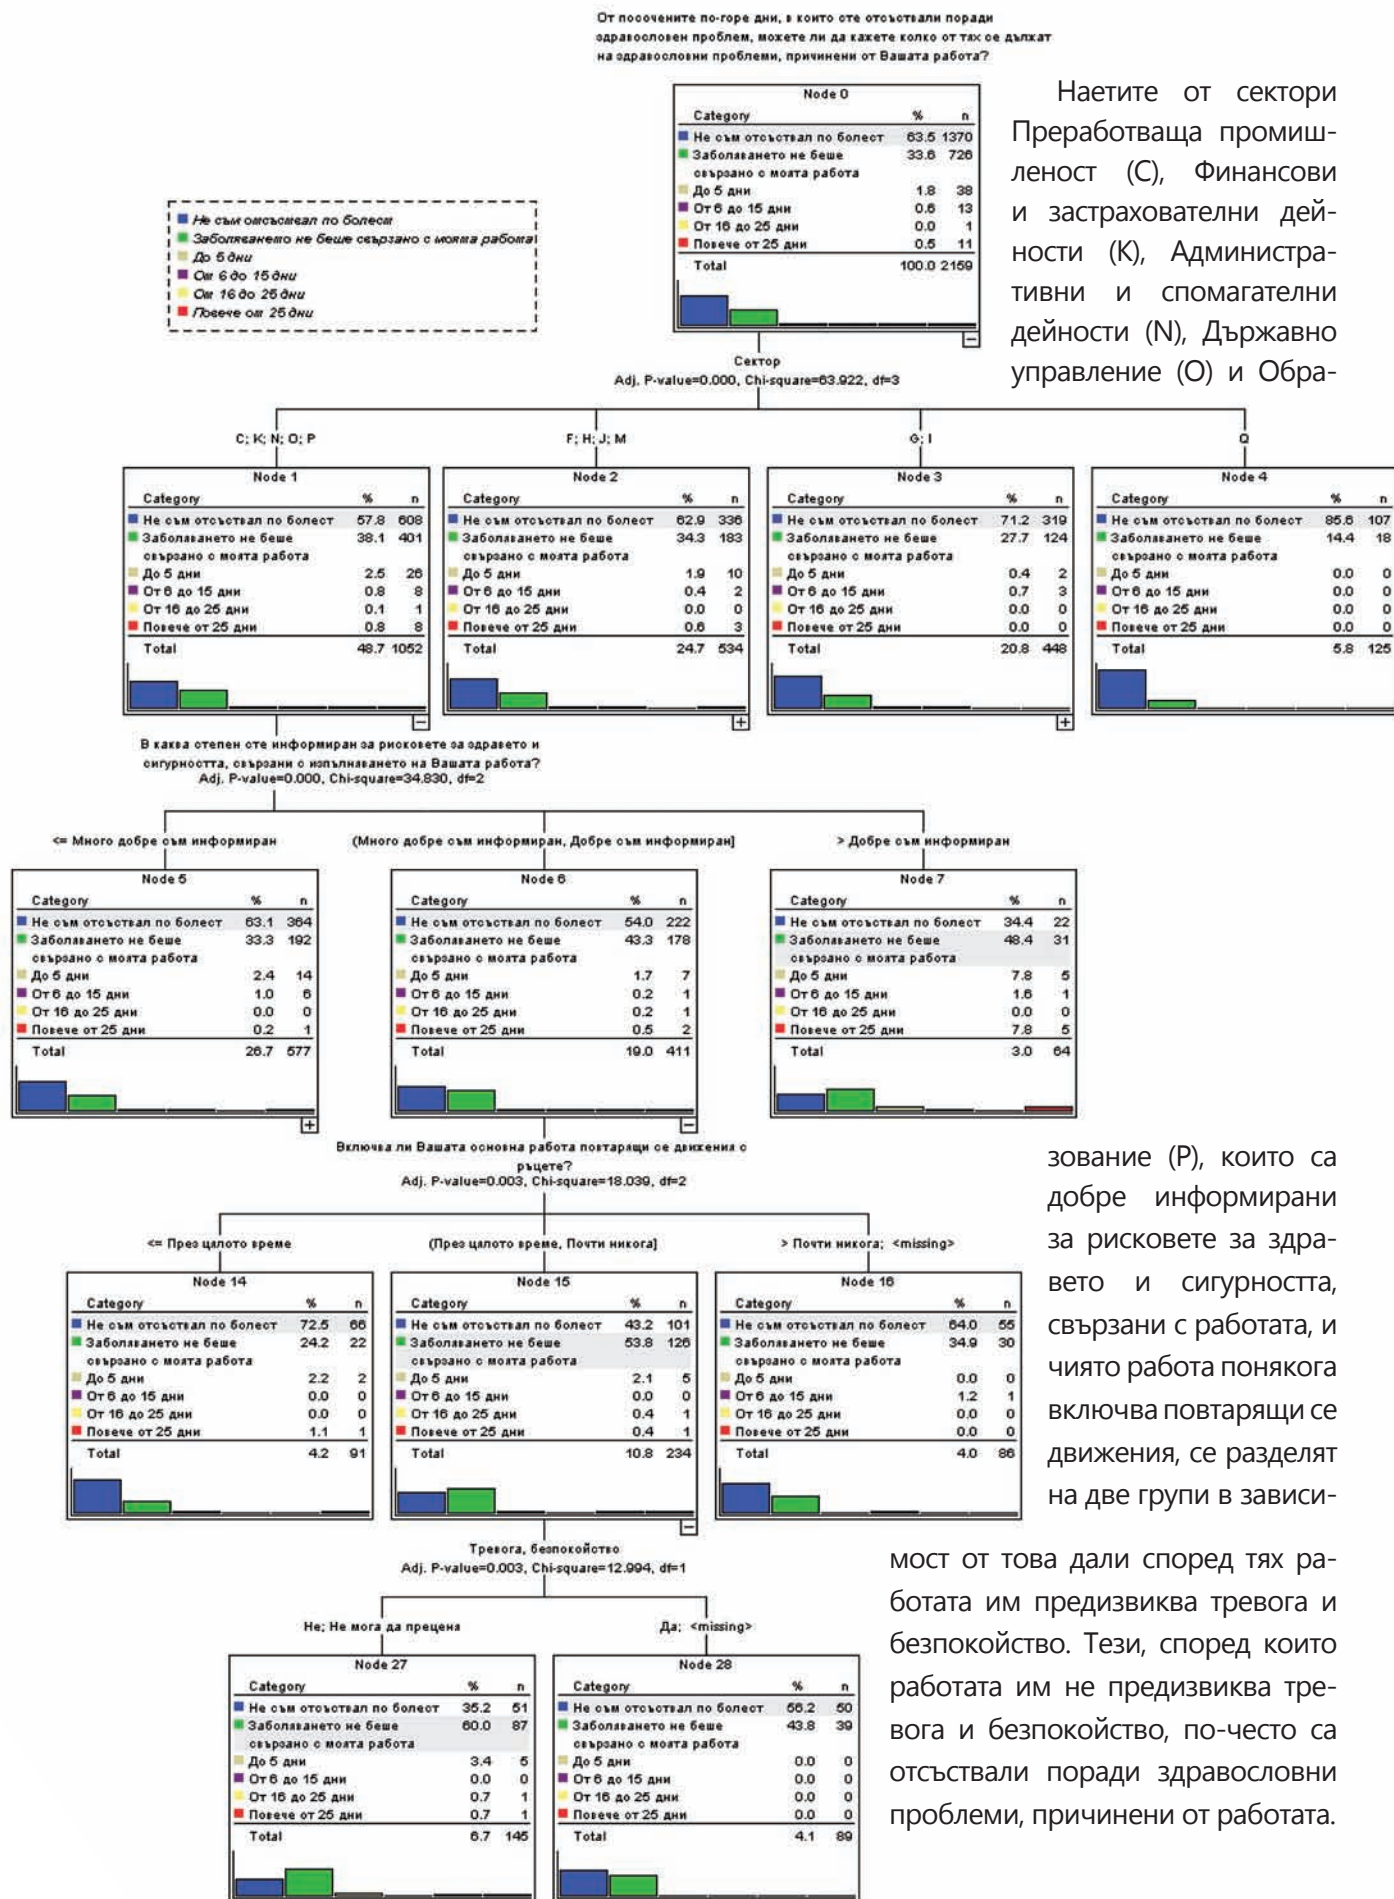 От посочените по-горе дни, в които сте отсъствали поради
здравословен проблем, можете ли да кажете колко от тях се дължат
на здравословни проблеми, причинени от Вашата работа?
Node 0
Category % n
Не съм отсъствал по болест 63.5 1370
Заболяването не беше 33.6 726
свързано с моята работа
До 5 дни 1.8 38
От 6 до 15 дни 0.6 13
От 16 до 25 дни 0.0 1
Повече от 25 дни 0.5 11
Total 100.0 2159
Не съм отсъствал по болест
Заболяването не беше свързано с моята работа
До 5 дни
От 6 до 15 дни
От 16 до 25 дни
Повече от 25 дни
Наетите от сектори
Преработваща промиш-
леност (C), Финансови
и застрахователни дей-
ности (K), Администра-
тивни и спомагателни
дейности (N), Държавно
управление (O) и Обра-
Сектор
Adj. P-value=0.000, Chi-square=63.922, df=3
C; K; N; O; P
F; H; J; M
G; I
Q
Node 1
Category % n
Не съм отсъствал по болест 57.8 608
Заболяването не беше 38.1 401
свързано с моята работа
До 5 дни 2.5 26
От 6 до 15 дни 0.8 8
От 16 до 25 дни 0.1 1
Повече от 25 дни 0.8 8
Total 48.7 1052
Node 2
Category % n
Не съм отсъствал по болест 62.9 336
Заболяването не беше 34.3 183
свързано с моята работа
До 5 дни 1.9 10
От 6 до 15 дни 0.4 2
От 16 до 25 дни 0.0 0
Повече от 25 дни 0.6 3
Total 24.7 534
Node 3
Category % n
Не съм отсъствал по болест 71.2 319
Заболяването не беше 27.7 124
свързано с моята работа
До 5 дни 0.4 2
От 6 до 15 дни 0.7 3
От 16 до 25 дни 0.0 0
Повече от 25 дни 0.0 0
Total 20.8 448
Node 4
Category % n
Не съм отсъствал по болест 85.6 107
Заболяването не беше 14.4 18
свързано с моята работа
До 5 дни 0.0 0
От 6 до 15 дни 0.0 0
От 16 до 25 дни 0.0 0
Повече от 25 дни 0.0 0
Total 5.8 125
В каква степен сте информиран за рисковете за здравето и
сигурността, свързани с изпълняването на Вашата работа?
Adj. P-value=0.000, Chi-square=34.830, df=2
<= Много добре съм информиран
(Много добре съм информиран, Добре съм информиран]
> Добре съм информиран
Node 5
Category % n
Не съм отсъствал по болест 63.1 364
Заболяването не беше 33.3 192
свързано с моята работа
До 5 дни 2.4 14
От 6 до 15 дни 1.0 6
От 16 до 25 дни 0.0 0
Повече от 25 дни 0.2 1
Total 26.7 577
Node 6
Category % n
Не съм отсъствал по болест 54.0 222
Заболяването не беше 43.3 178
свързано с моята работа
До 5 дни 1.7 7
От 6 до 15 дни 0.2 1
От 16 до 25 дни 0.2 1
Повече от 25 дни 0.5 2
Total 19.0 411
Node 7
Category % n
Не съм отсъствал по болест 34.4 22
Заболяването не беше 48.4 31
свързано с моята работа
До 5 дни 7.8 5
От 6 до 15 дни 1.6 1
От 16 до 25 дни 0.0 0
Повече от 25 дни 7.8 5
Total 3.0 64
Включва ли Вашата основна работа повтарящи се движения с
ръцете?
Adj. P-value=0.003, Chi-square=18.039, df=2
<= През цялото време
(През цялото време, Почти никога]
> Почти никога; <missing>
Node 14
Category % n
Не съм отсъствал по болест 72.5 66
Заболяването не беше 24.2 22
свързано с моята работа
До 5 дни 2.2 2
От 6 до 15 дни 0.0 0
От 16 до 25 дни 0.0 0
Повече от 25 дни 1.1 1
Total 4.2 91
Node 15
Category % n
Не съм отсъствал по болест 43.2 101
Заболяването не беше 53.8 126
свързано с моята работа
До 5 дни 2.1 5
От 6 до 15 дни 0.0 0
От 16 до 25 дни 0.4 1
Повече от 25 дни 0.4 1
Total 10.8 234
Node 16
Category % n
Не съм отсъствал по болест 64.0 55
Заболяването не беше 34.9 30
свързано с моята работа
До 5 дни 0.0 0
От 6 до 15 дни 1.2 1
От 16 до 25 дни 0.0 0
Повече от 25 дни 0.0 0
Total 4.0 86
зование (P), които са
добре информирани
за рисковете за здра-
вето и сигурността,
свързани с работата, и
чиято работа понякога
включва повтарящи се
движения, се разделят
на две групи в зависи-
Тревога, безпокойство
Adj. P-value=0.003, Chi-square=12.994, df=1
Не; Не мога да преценя
Да; <missing>
Node 27
Category % n
Не съм отсъствал по болест 35.2 51
Заболяването не беше 60.0 87
свързано с моята работа
До 5 дни 3.4 5
От 6 до 15 дни 0.0 0
От 16 до 25 дни 0.7 1
Повече от 25 дни 0.7 1
Total 6.7 145
Node 28
Category % n
Не съм отсъствал по болест 56.2 50
Заболяването не беше 43.8 39
свързано с моята работа
До 5 дни 0.0 0
От 6 до 15 дни 0.0 0
От 16 до 25 дни 0.0 0
Повече от 25 дни 0.0 0
Total 4.1 89
мост от това дали според тях ра-
ботата им предизвиква тревога и
безпокойство. Тези, според които
работата им не предизвиква тре-
вога и безпокойство, по-често са
отсъствали поради здравословни
проблеми, причинени от работата.